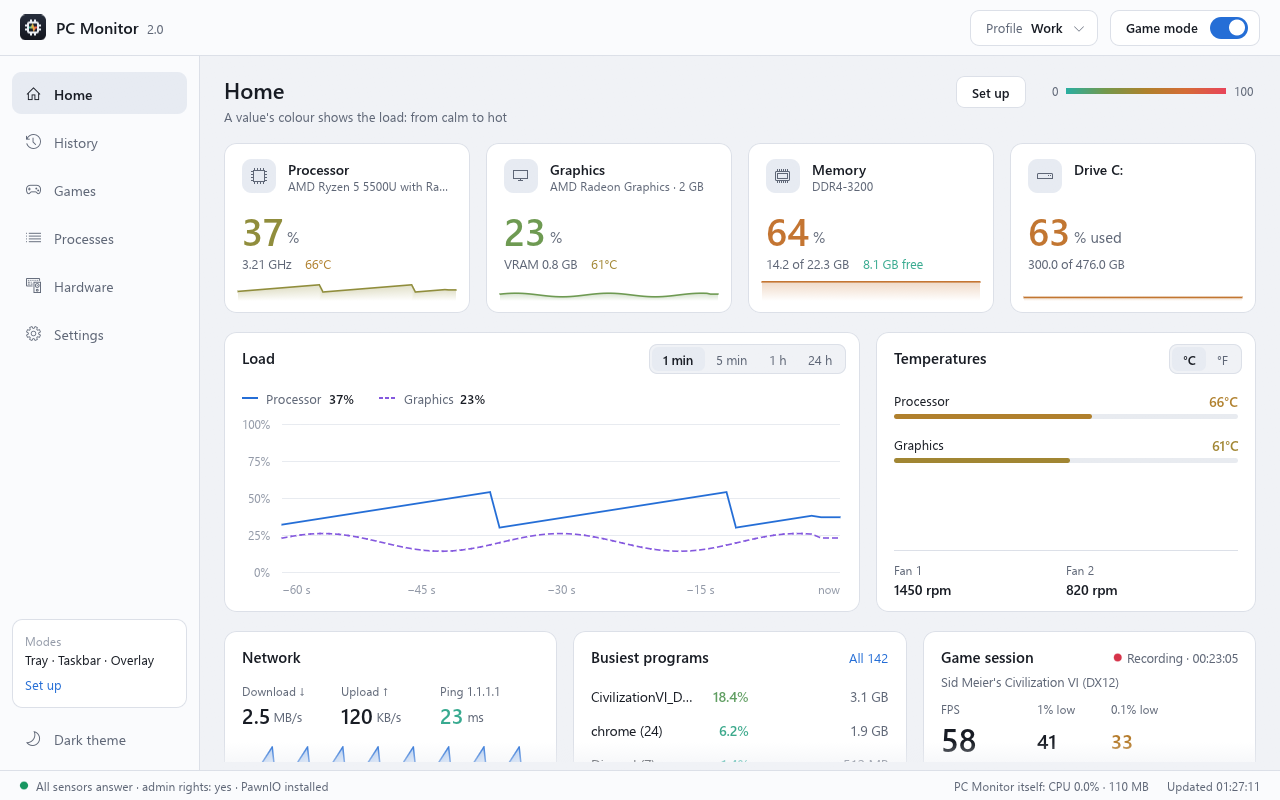 PC Monitor 2.0
Profile Work
Game mode
Home
History
Games
Processes
Hardware
Settings
Modes
Tray · Taskbar · Overlay
Set up
Dark theme
Home
A value's colour shows the load: from calm to hot
Set up
0 100
Processor
AMD Ryzen 5 5500U with Ra...
37 %
3.21 GHz 66°C
Graphics
AMD Radeon Graphics · 2 GB
23 %
VRAM 0.8 GB 61°C
Memory
DDR4-3200
64 %
14.2 of 22.3 GB 8.1 GB free
Drive C:
63 % used
300.0 of 476.0 GB
Load
1 min 5 min 1 h 24 h
Processor 37% Graphics 23%
100%
75%
50%
25%
0%
−60 s −45 s −30 s −15 s now
Temperatures
°C °F
Processor 66°C
Graphics 61°C
Fan 1 Fan 2
1450 rpm 820 rpm
Network
Download ↓ Upload ↑ Ping 1.1.1.1
2.5 MB/s 120 KB/s 23 ms
Busiest programs All 142
CivilizationVI_D... 18.4% 3.1 GB
chrome (24) 6.2% 1.9 GB
Game session Recording · 00:23:05
Sid Meier's Civilization VI (DX12)
FPS 1% low 0.1% low
58 41 33
All sensors answer · admin rights: yes · PawnIO installed
PC Monitor itself: CPU 0.0% · 110 MB Updated 01:27:11